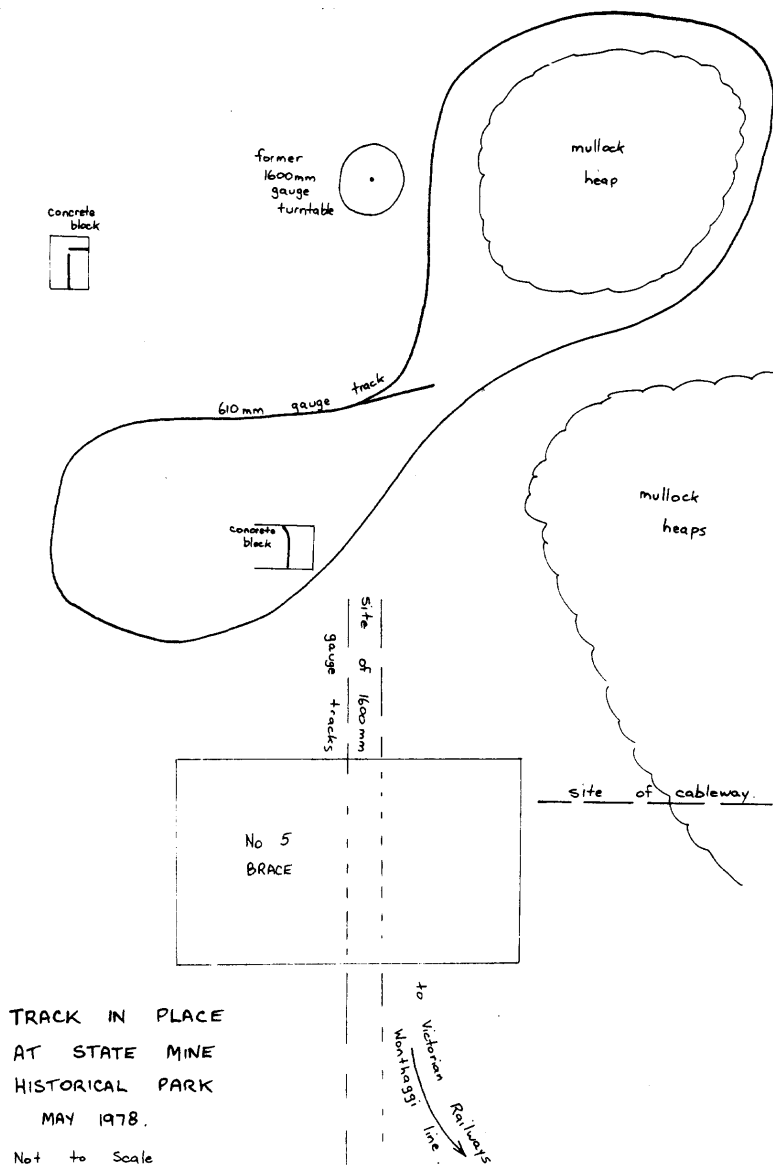 mullock
heap
former
1600mm
gauge
turntable
concrete
block
610mm gauge track
mullock
heaps
concrete
block
site of 1600mm
gauge tracks
site of cableway.
No 5
BRACE
to Victorian Railways
Wonthaggi line.
TRACK IN PLACE
AT STATE MINE
HISTORICAL PARK
MAY 1978.
Not to Scale